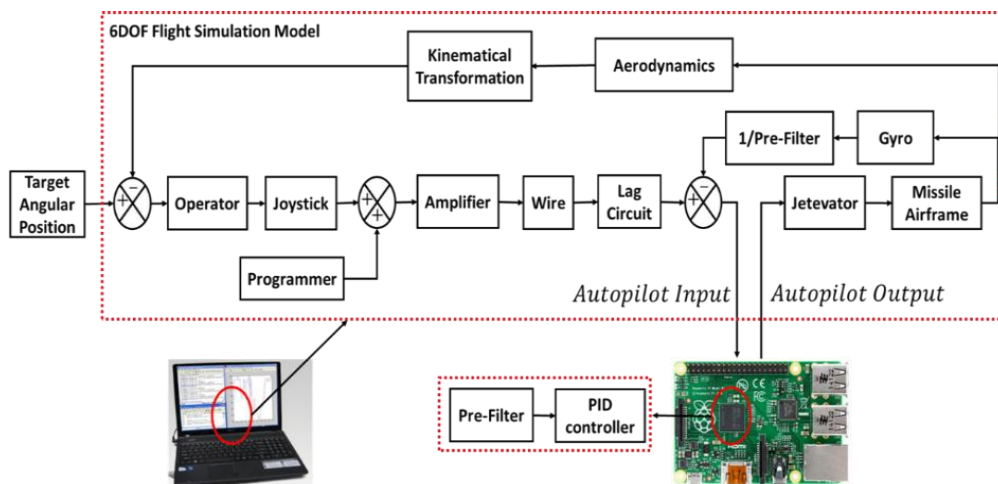 6DOF Flight Simulation Model
Kinematical
Transformation
Aerodynamics
1/Pre-Filter
Gyro
Target
Angular
Position
−
+
Operator
Joystick
+
+
Amplifier
Wire
Lag
Circuit
−
+
Jetevator
Missile
Airframe
Programmer
Autopilot Input
Autopilot Output
Pre-Filter
PID
controller
HDMI